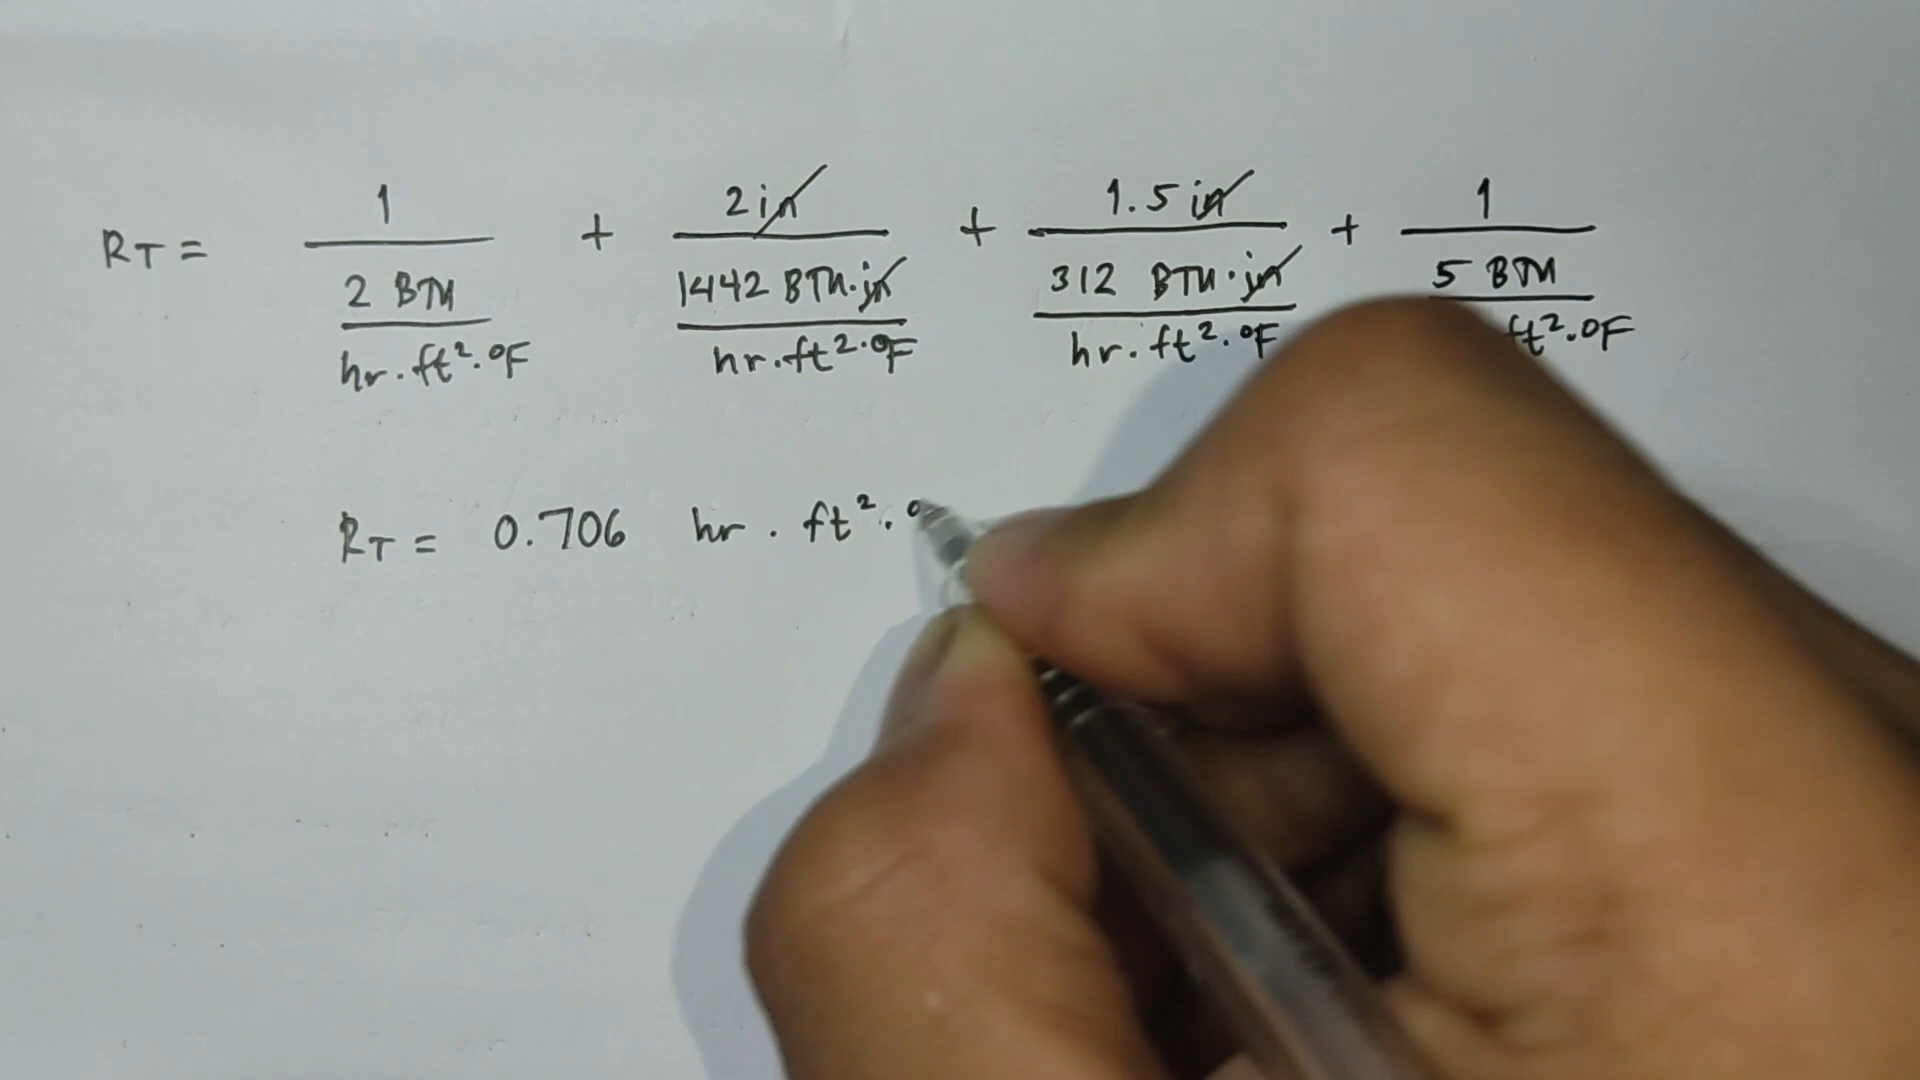 1 2 in 1.5 in 1
RT = + + +
2 BTU 1442 BTU·in 312 BTU·in 5 BTU
hr·ft²·°F hr·ft²·°F hr·ft²·°F ft²·°F
RT = 0.706 hr · ft²·°